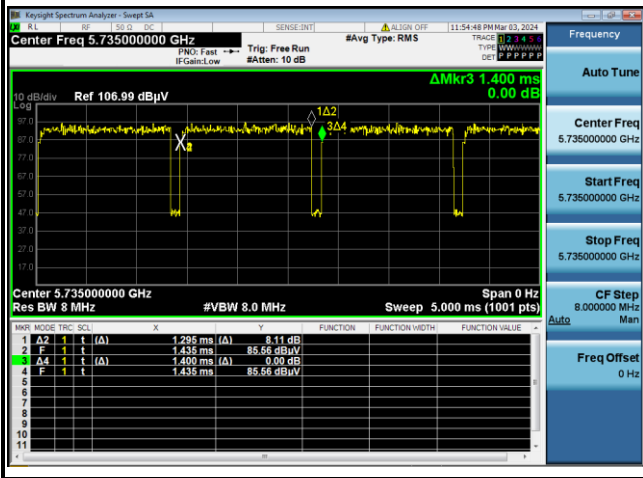 Keysight Spectrum Analyzer - Swept SA
RL RF 50 Ω DC SENSE:INT ALIGN OFF 11:54:48 PM Mar 03, 2024
Center Freq 5.735000000 GHz
PNO: Fast
IFGain:Low
Trig: Free Run
#Atten: 10 dB
#Avg Type: RMS
TRACE 1 2 3 4 5 6
TYPE WWWWWW
DET P P P P P P
ΔMkr3 1.400 ms
0.00 dB
10 dB/div Ref 106.99 dBµV
Log
97.0
87.0
77.0
67.0
57.0
47.0
37.0
27.0
17.0
1Δ2
3Δ4
Center 5.735000000 GHz Span 0 Hz
Res BW 8 MHz #VBW 8.0 MHz Sweep 5.000 ms (1001 pts)
MKR MODE TRC SCL X Y FUNCTION FUNCTION WIDTH FUNCTION VALUE
1 Δ2 1 t (Δ) 1.295 ms (Δ) 8.11 dB
2 F 1 t 1.435 ms 85.56 dBµV
3 Δ4 1 t (Δ) 1.400 ms (Δ) 0.00 dB
4 F 1 t 1.435 ms 85.56 dBµV
5
6
7
8
9
10
11
Frequency
Auto Tune
Center Freq
5.735000000 GHz
Start Freq
5.735000000 GHz
Stop Freq
5.735000000 GHz
CF Step
8.000000 MHz
Auto Man
Freq Offset
0 Hz